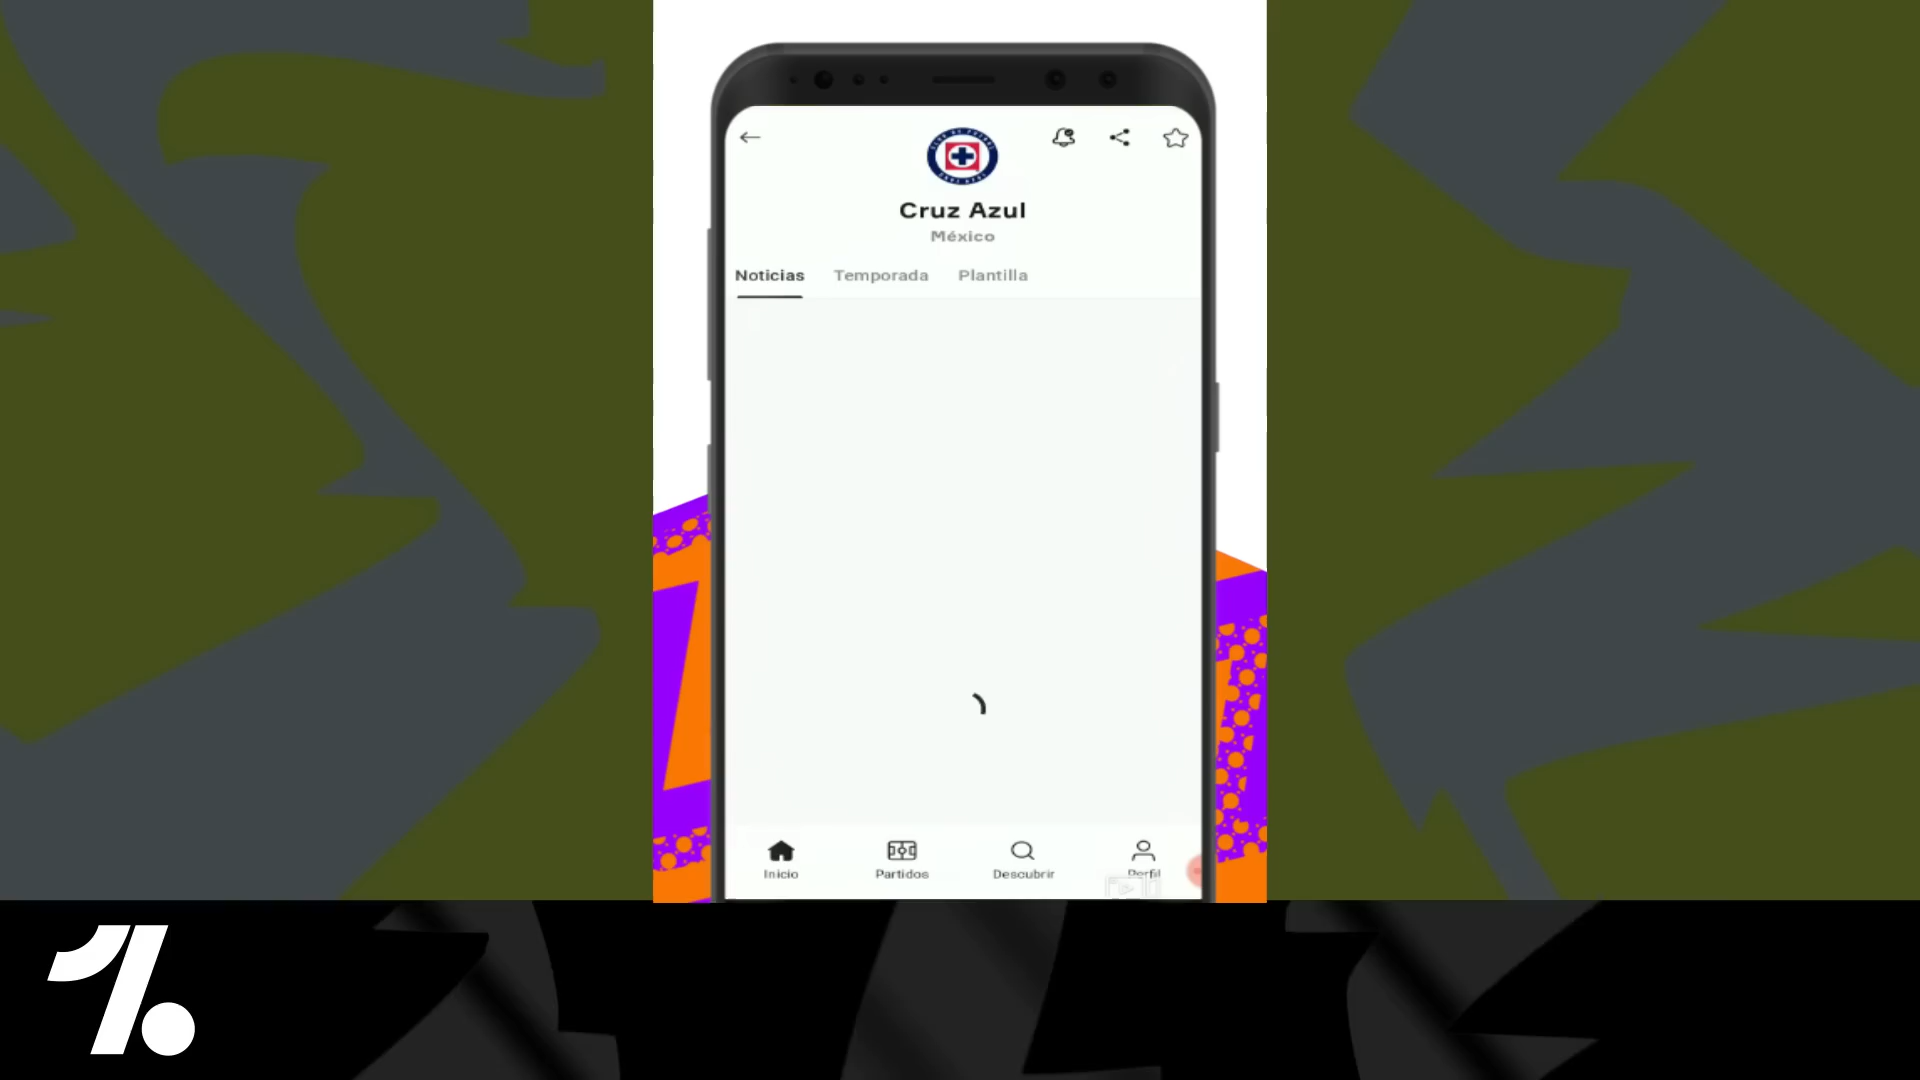 Cruz Azul
México
Noticias Temporada Plantilla
Inicio Partidos Descubrir Perfil